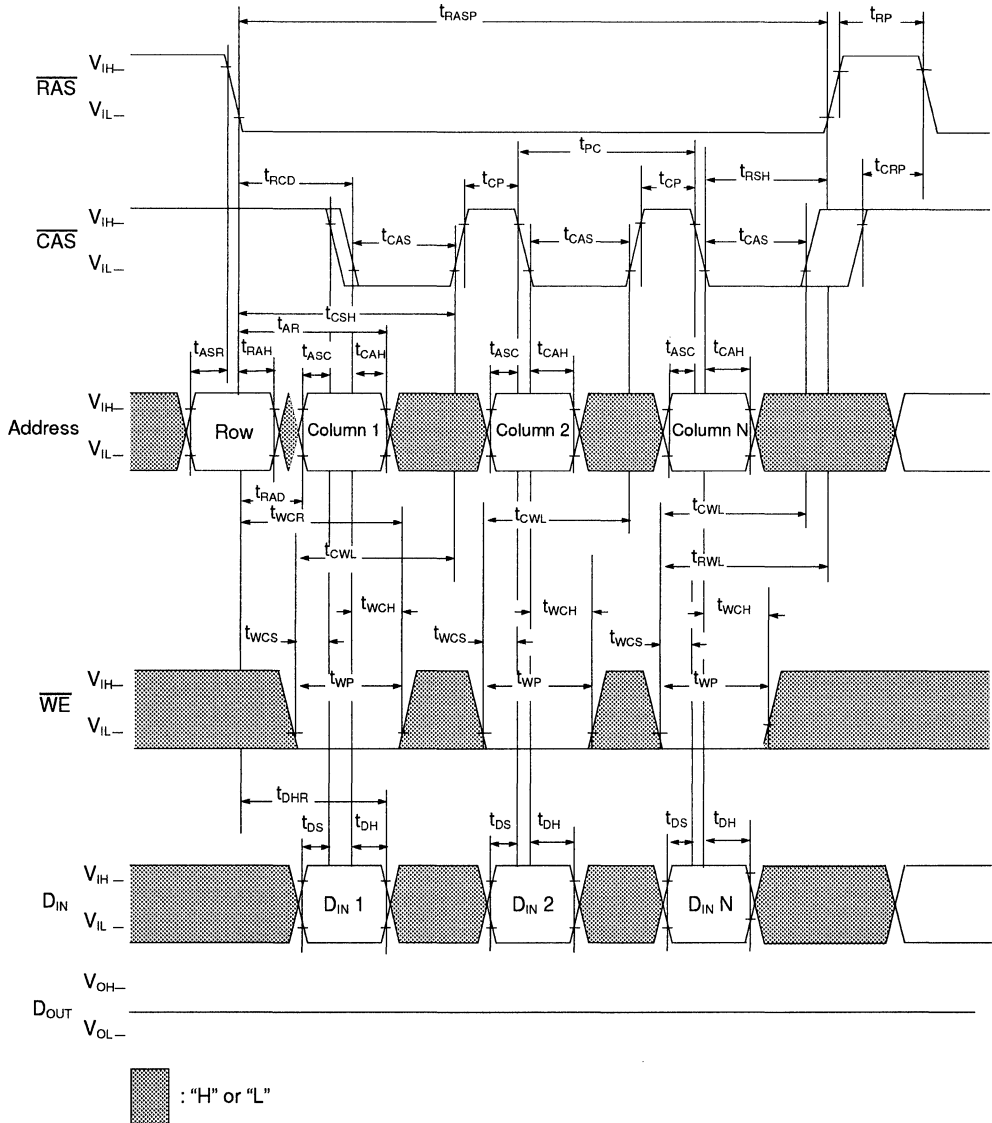 tRASP
tRP
RAS
VIH
VIL
tPC
tRCD
tCP
tCP
tRSH
tCRP
CAS
VIH
VIL
tCAS
tCAS
tCAS
tCSH
tAR
tASR
tRAH
tASC
tCAH
tASC
tCAH
tASC
tCAH
Address
VIH
VIL
Row
Column 1
Column 2
Column N
tRAD
tWCR
tCWL
tCWL
tCWL
tRWL
tWCH
tWCH
tWCH
tWCS
tWCS
tWCS
WE
VIH
VIL
tWP
tWP
tWP
tDHR
tDS
tDH
tDS
tDH
tDS
tDH
DIN
VIH
VIL
DIN 1
DIN 2
DIN N
DOUT
VOH
VOL
: “H” or “L”